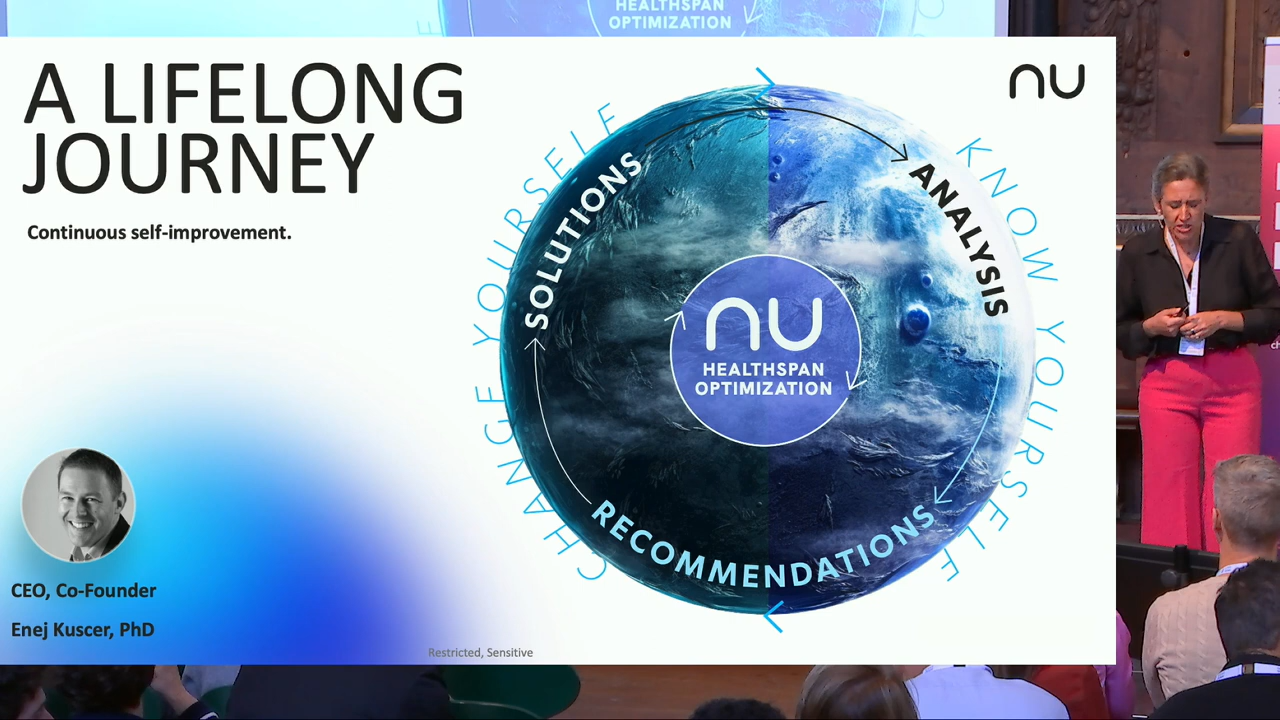 HEALTHSPAN
OPTIMIZATION
A LIFELONG
JOURNEY
Continuous self-improvement.
nu
CHANGE YOURSELF
KNOW YOURSELF
SOLUTIONS
ANALYSIS
RECOMMENDATIONS
nu
HEALTHSPAN
OPTIMIZATION
CEO, Co-Founder
Enej Kuscer, PhD
Restricted, Sensitive